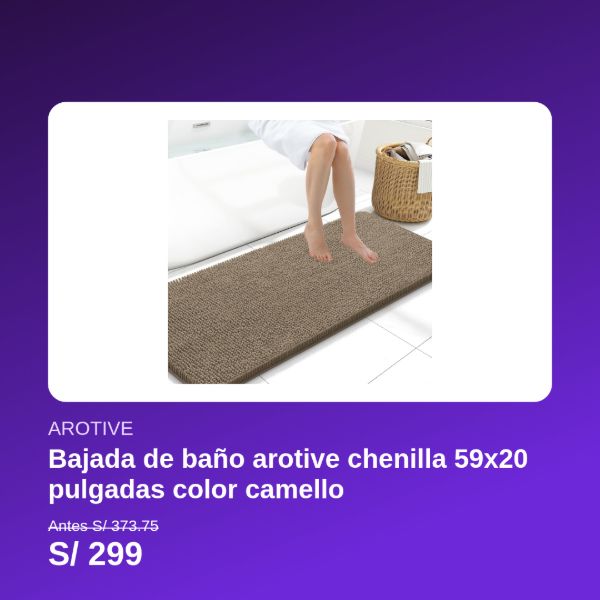 AROTIVE
Bajada de baño arotive chenilla 59x20
pulgadas color camello
Antes S/ 373.75
S/ 299